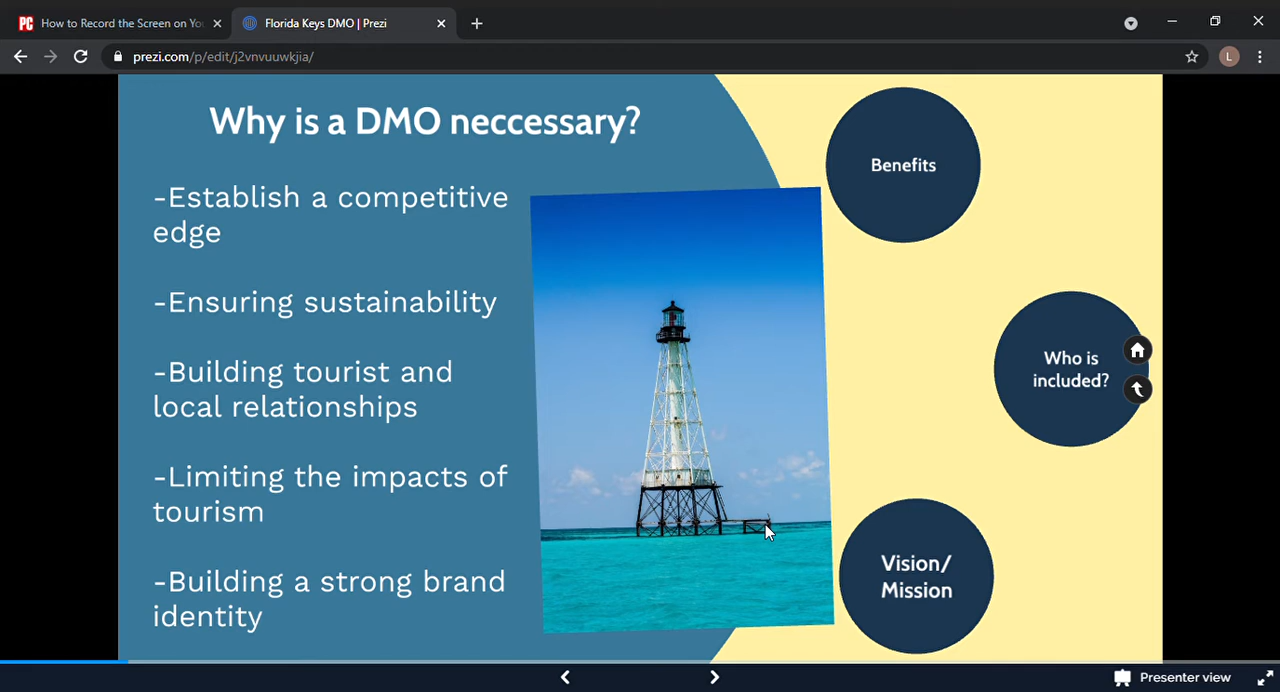 PC How to Record the Screen on Yo
Florida Keys DMO | Prezi
prezi.com/p/edit/j2vnvuuwkjia/
L
Why is a DMO neccessary?
-Establish a competitive
edge
-Ensuring sustainability
-Building tourist and
local relationships
-Limiting the impacts of
tourism
-Building a strong brand
identity
Benefits
Who is
included?
Vision/
Mission
Presenter view